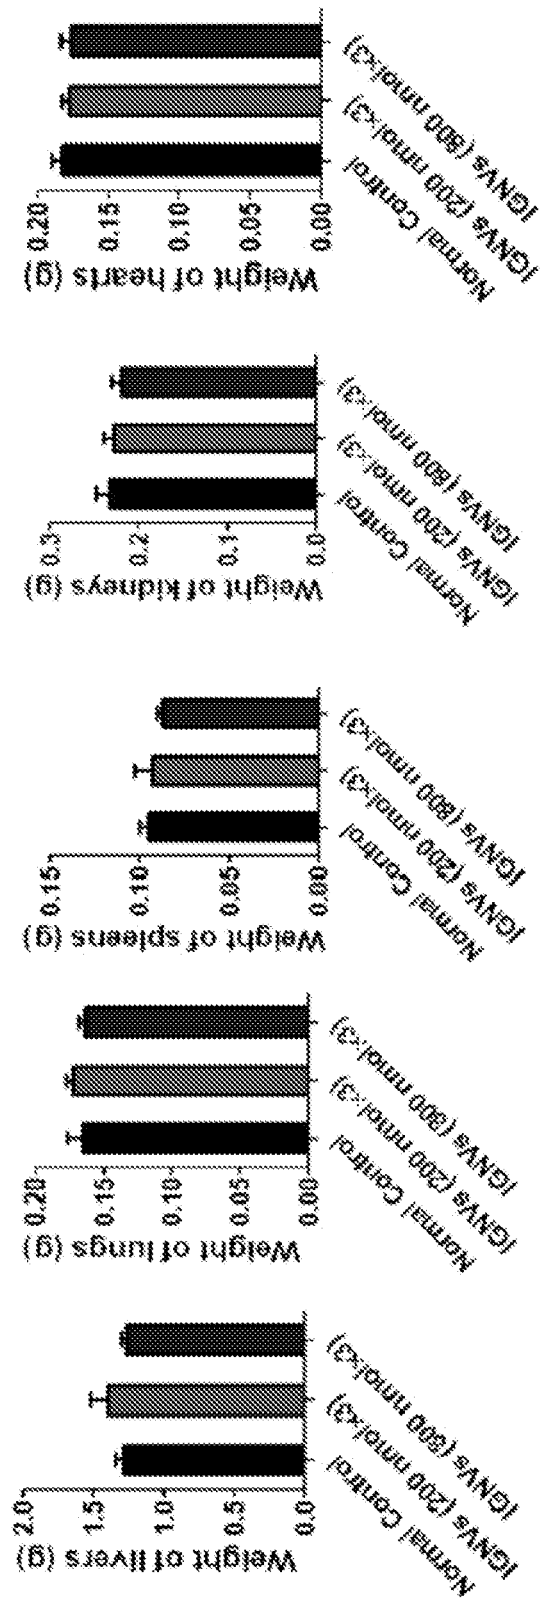 Weight of livers (g)
2.0
1.5
1.0
0.5
0.0
Normal Control
IGNVs (200 nmol×3)
IGNVs (800 nmol×3)
Weight of lungs (g)
0.20
0.15
0.10
0.05
0.00
Normal Control
IGNVs (200 nmol×3)
IGNVs (800 nmol×3)
Weight of spleens (g)
0.15
0.10
0.05
0.00
Normal Control
IGNVs (200 nmol×3)
IGNVs (800 nmol×3)
Weight of kidneys (g)
0.3
0.2
0.1
0.0
Normal Control
IGNVs (200 nmol×3)
IGNVs (800 nmol×3)
Weight of hearts (g)
0.20
0.15
0.10
0.05
0.00
Normal Control
IGNVs (200 nmol×3)
IGNVs (800 nmol×3)